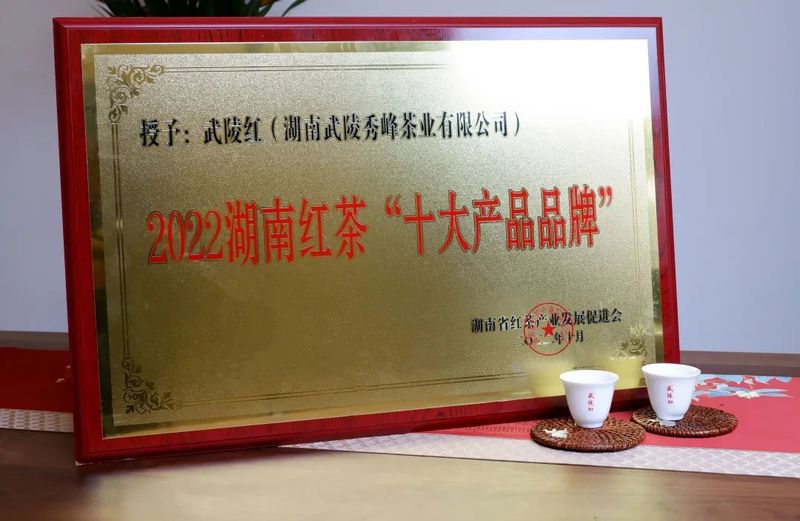 授予：武陵红（湖南武陵秀峰茶业有限公司）
2022湖南红茶“十大产品品牌”
湖南省红茶产业发展促进会
年十月
武陵红
武陵红